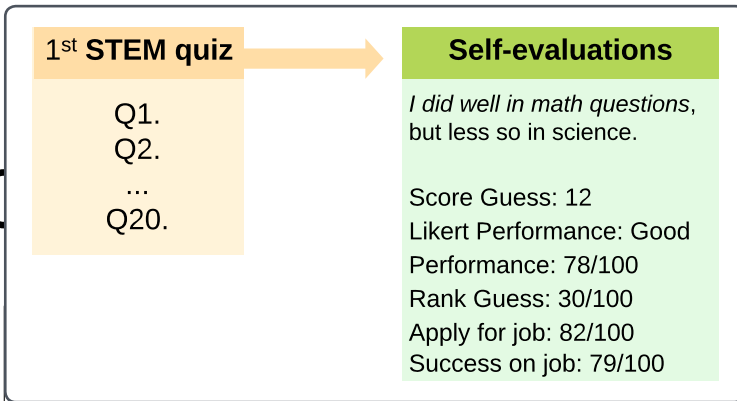 1st STEM quiz
Q1.
Q2.
...
Q20.
Self-evaluations
I did well in math questions,
but less so in science.
Score Guess: 12
Likert Performance: Good
Performance: 78/100
Rank Guess: 30/100
Apply for job: 82/100
Success on job: 79/100